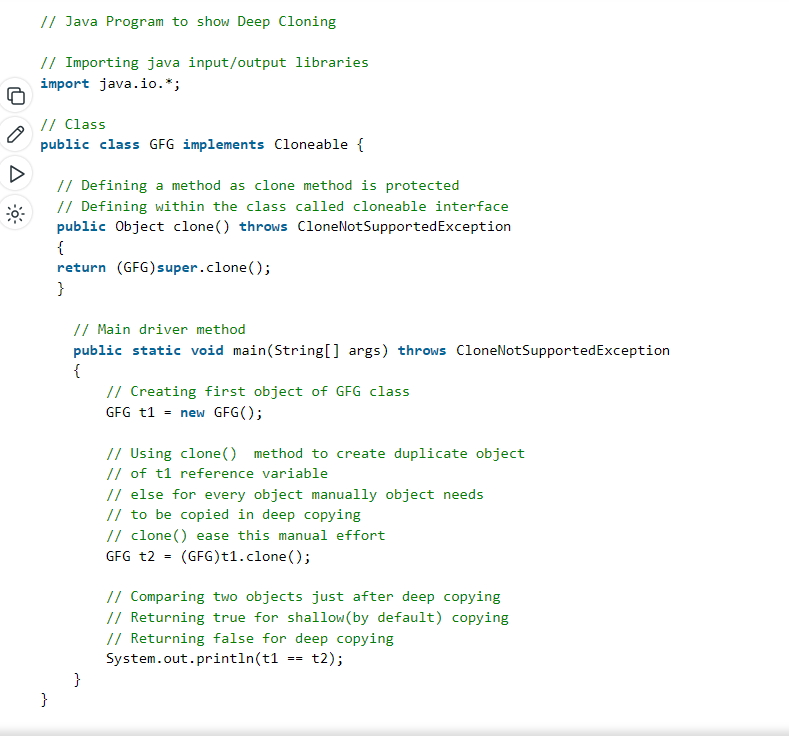 // Java Program to show Deep Cloning
// Importing java input/output libraries
import java.io.*;
// Class
public class GFG implements Cloneable {
// Defining a method as clone method is protected
// Defining within the class called cloneable interface
public Object clone() throws CloneNotSupportedException
{
return (GFG)super.clone();
}
// Main driver method
public static void main(String[] args) throws CloneNotSupportedException
{
// Creating first object of GFG class
GFG t1 = new GFG();
// Using clone()  method to create duplicate object
// of t1 reference variable
// else for every object manually object needs
// to be copied in deep copying
// clone() ease this manual effort
GFG t2 = (GFG)t1.clone();
// Comparing two objects just after deep copying
// Returning true for shallow(by default) copying
// Returning false for deep copying
System.out.println(t1 == t2);
}
}